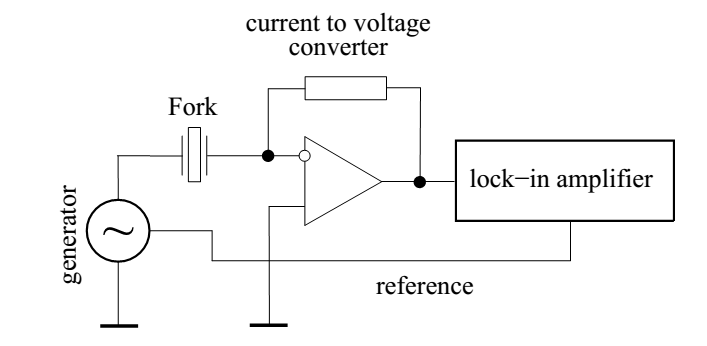 current to voltage
converter
Fork
generator
~
lock−in amplifier
reference